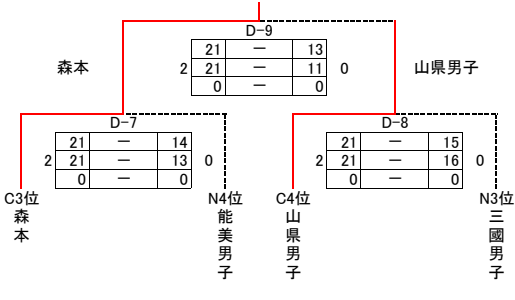 D-9
森本
山県男子
2
21 － 13
21 － 11
0 － 0
0
D-7
D-8
2
21 － 14
21 － 13
0 － 0
0
2
21 － 15
21 － 16
0 － 0
0
C3位
森本
N4位
能美男子
C4位
山県男子
N3位
三國男子